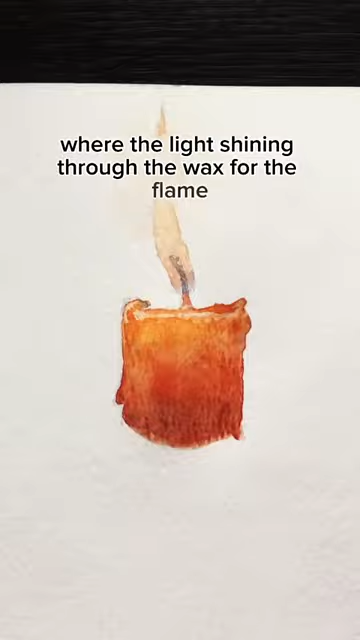 where the light shining
through the wax for the
flame